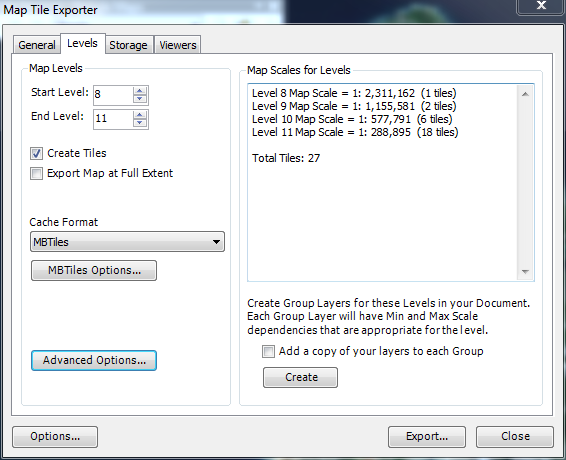 Map Tile Exporter
General Levels Storage Viewers
Map Levels
Start Level: 8
End Level: 11
Create Tiles
Export Map at Full Extent
Cache Format
MBTiles
MBTiles Options...
Advanced Options...
Map Scales for Levels
Level 8 Map Scale = 1: 2,311,162 (1 tiles)
Level 9 Map Scale = 1: 1,155,581 (2 tiles)
Level 10 Map Scale = 1: 577,791 (6 tiles)
Level 11 Map Scale = 1: 288,895 (18 tiles)
Total Tiles: 27
Create Group Layers for these Levels in your Document.
Each Group Layer will have Min and Max Scale
dependencies that are appropriate for the level.
Add a copy of your layers to each Group
Create
Options... Export... Close